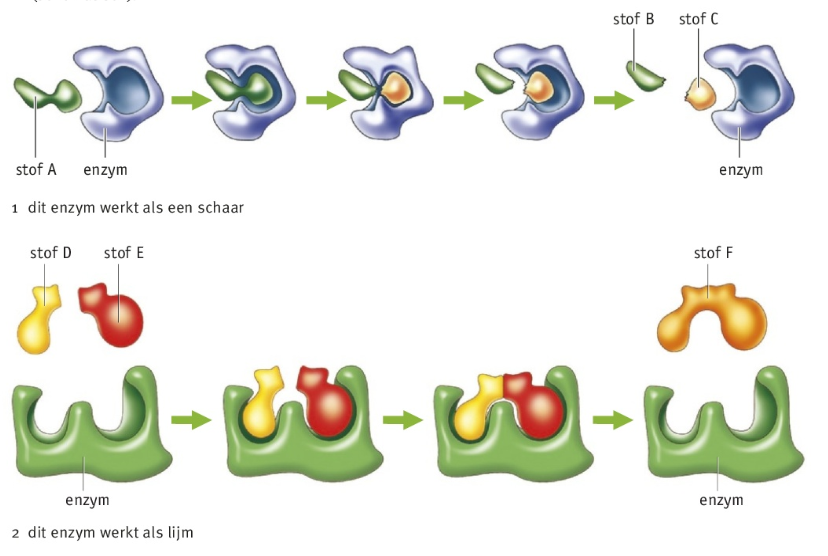 stof B
stof C
stof A
enzym
enzym
1 dit enzym werkt als een schaar
stof D
stof E
stof F
enzym
enzym
2 dit enzym werkt als lijm